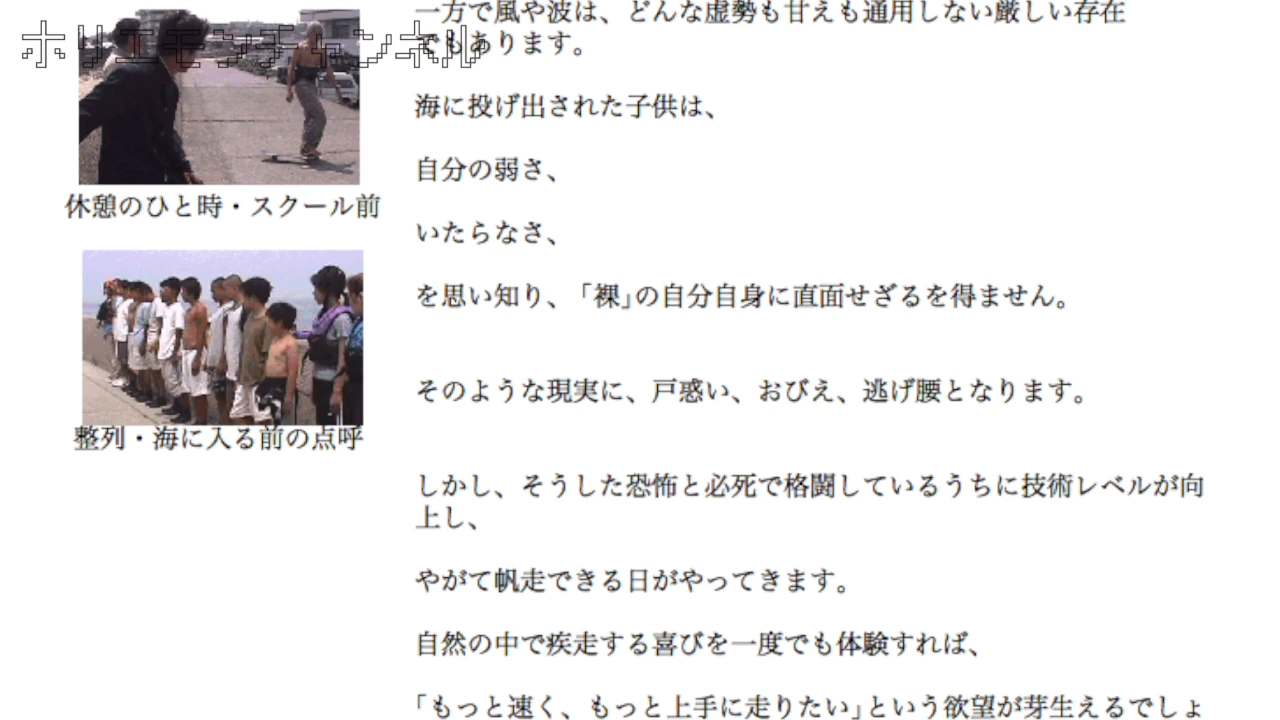 ホリエモンチャンネル
一方で風や波は、どんな虚勢も甘えも通用しない厳しい存在
でもあります。
海に投げ出された子供は、
自分の弱さ、
休憩のひと時・スクール前
いたらなさ、
を思い知り、「裸」の自分自身に直面せざるを得ません。
そのような現実に、戸惑い、おびえ、逃げ腰となります。
整列・海に入る前の点呼
しかし、そうした恐怖と必死で格闘しているうちに技術レベルが向
上し、
やがて帆走できる日がやってきます。
自然の中で疾走する喜びを一度でも体験すれば、
「もっと速く、もっと上手に走りたい」という欲望が芽生えるでしょ